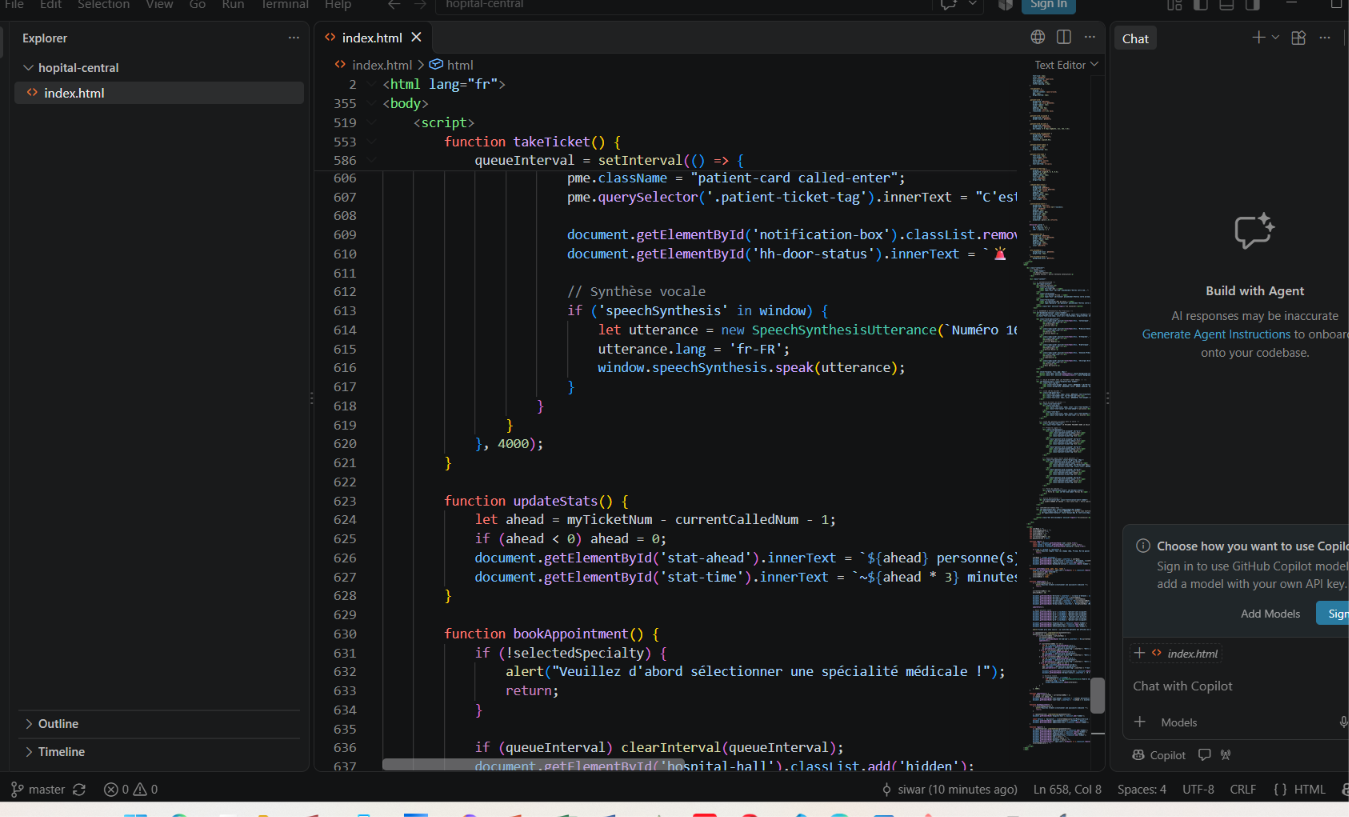 File Edit Selection View Go Run Terminal Help
hopital-central
Sign In
Explorer
hopital-central
index.html
Outline
Timeline
index.html
index.html > html
Text Editor
2 <html lang="fr">
355 <body>
519 <script>
553 function takeTicket() {
586 queueInterval = setInterval(() => {
606 pme.className = "patient-card called-enter";
607 pme.querySelector('.patient-ticket-tag').innerText = "C'est
608
609 document.getElementById('notification-box').classList.remov
610 document.getElementById('hh-door-status').innerText = `🚨
611
612 // Synthèse vocale
613 if ('speechSynthesis' in window) {
614 let utterance = new SpeechSynthesisUtterance(`Numéro 16
615 utterance.lang = 'fr-FR';
616 window.speechSynthesis.speak(utterance);
617 }
618 }
619 }
620 }, 4000);
621 }
622
623 function updateStats() {
624 let ahead = myTicketNum - currentCalledNum - 1;
625 if (ahead < 0) ahead = 0;
626 document.getElementById('stat-ahead').innerText = `${ahead} personne(s)
627 document.getElementById('stat-time').innerText = `~${ahead * 3} minutes
628 }
629
630 function bookAppointment() {
631 if (!selectedSpecialty) {
632 alert("Veuillez d'abord sélectionner une spécialité médicale !");
633 return;
634 }
635
636 if (queueInterval) clearInterval(queueInterval);
637 document.getElementById('hospital-hall').classList.add('hidden');
Chat
Build with Agent
AI responses may be inaccurate
Generate Agent Instructions to onboar
onto your codebase.
Choose how you want to use Copilo
Sign in to use GitHub Copilot model
add a model with your own API key.
Add Models
Sign
index.html
Chat with Copilot
Models
Copilot
master
0 0
siwar (10 minutes ago)
Ln 658, Col 8
Spaces: 4
UTF-8
CRLF
{ } HTML